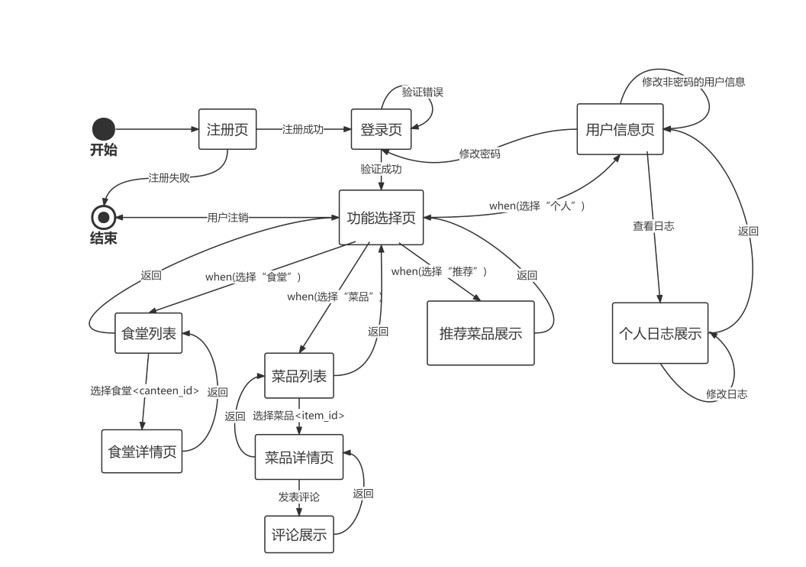 修改非密码的用户信息
验证错误
开始
注册页
注册成功
登录页
用户信息页
修改密码
验证成功
注册失败
when(选择“个人”)
结束
用户注销
功能选择页
查看日志
返回
返回
when(选择“食堂”)
when(选择“推荐”)
返回
when(选择“菜品”)
食堂列表
返回
推荐菜品展示
个人日志展示
菜品列表
选择食堂<canteen_id>
返回
修改日志
返回
选择菜品<item_id>
食堂详情页
菜品详情页
发表评论
返回
评论展示